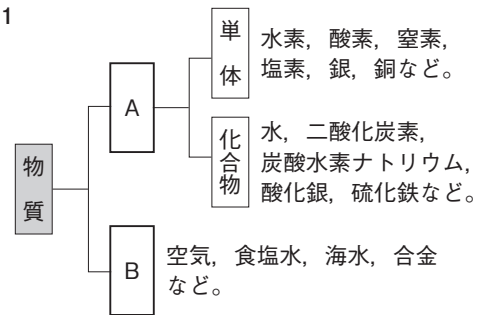 1
単体
水素，酸素，窒素，
塩素，銀，銅など。
A
化合物
水，二酸化炭素，
炭酸水素ナトリウム，
酸化銀，硫化鉄など。
物質
B
空気，食塩水，海水，合金
など。